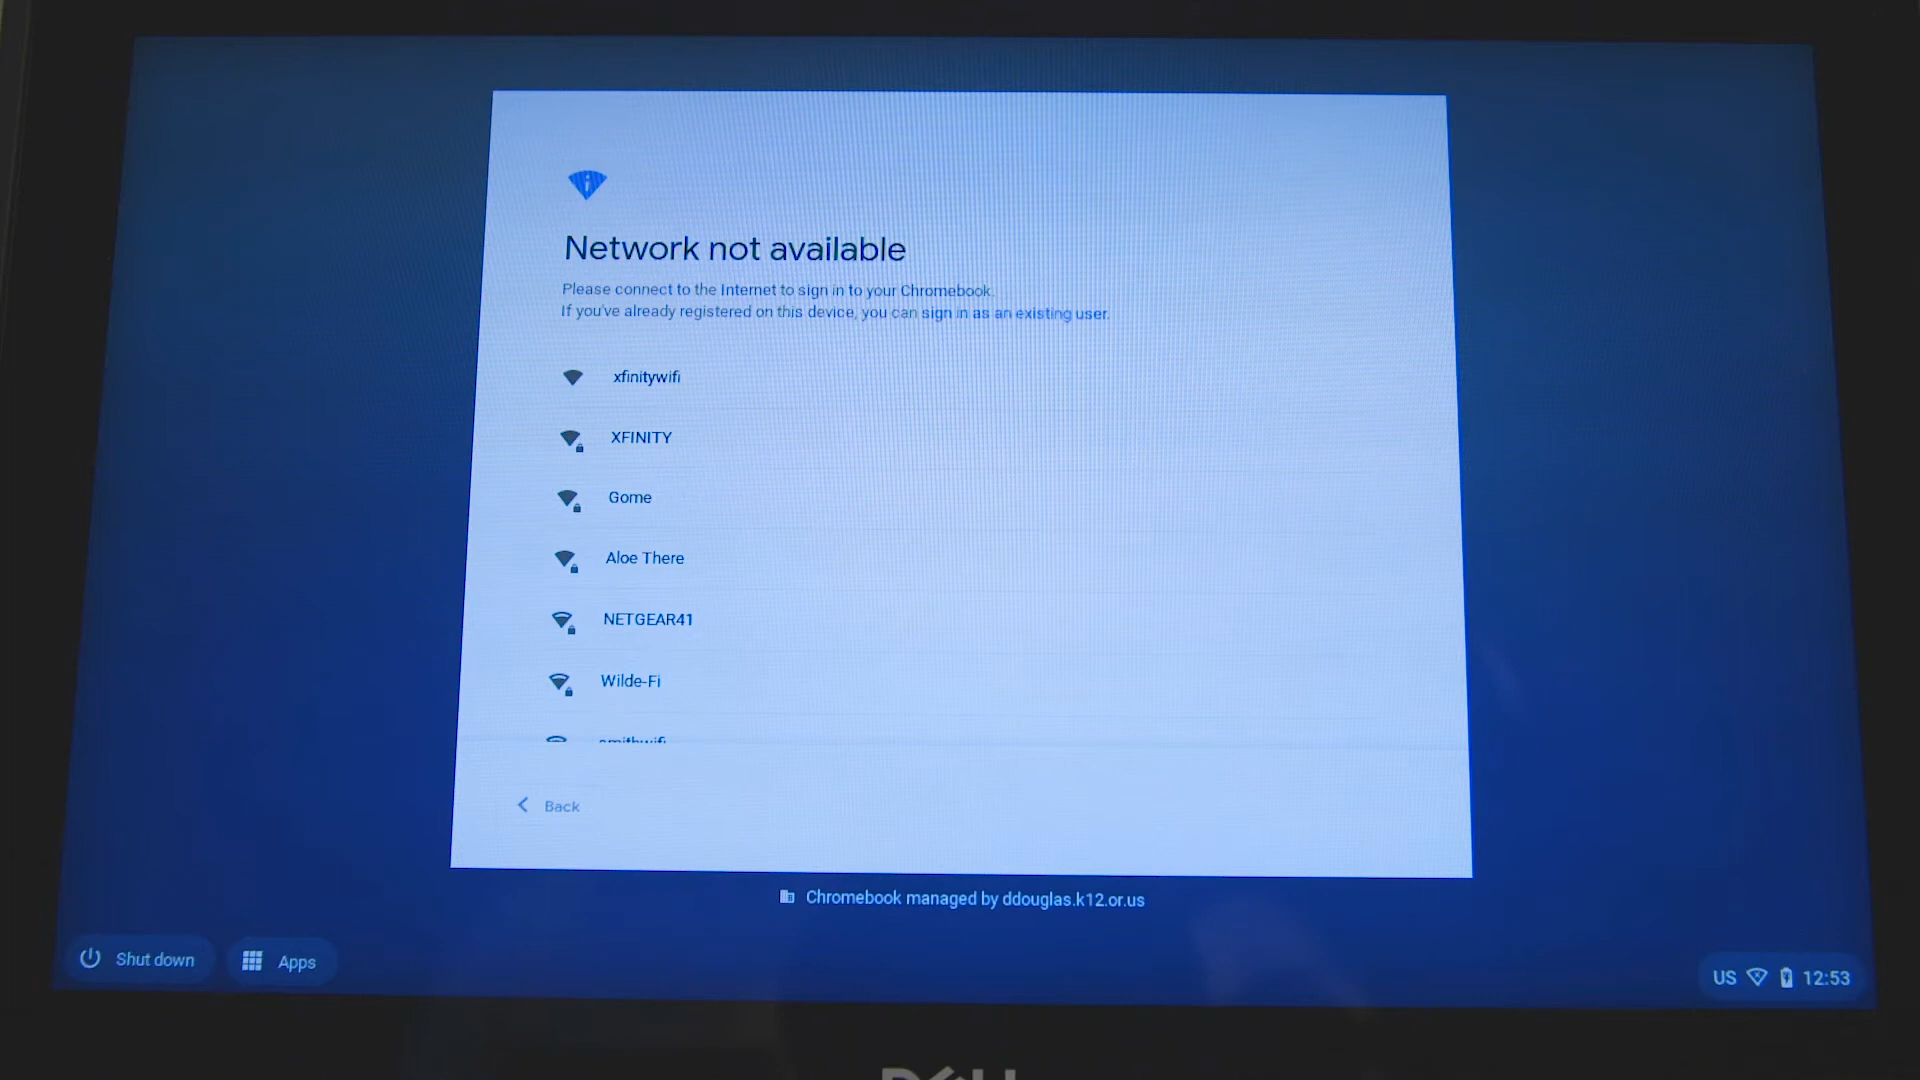 Network not available
Please connect to the Internet to sign in to your Chromebook.
If you've already registered on this device, you can sign in as an existing user.
xfinitywifi
XFINITY
Gome
Aloe There
NETGEAR41
Wilde-Fi
smithwifi
Back
Chromebook managed by ddouglas.k12.or.us
Shut down
Apps
US
12:53
DELL